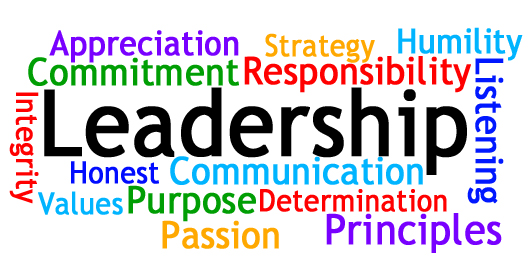 Appreciation Strategy Humility
Commitment Responsibility
Integrity Leadership Listening
Honest Communication
Values Purpose Determination
Passion Principles